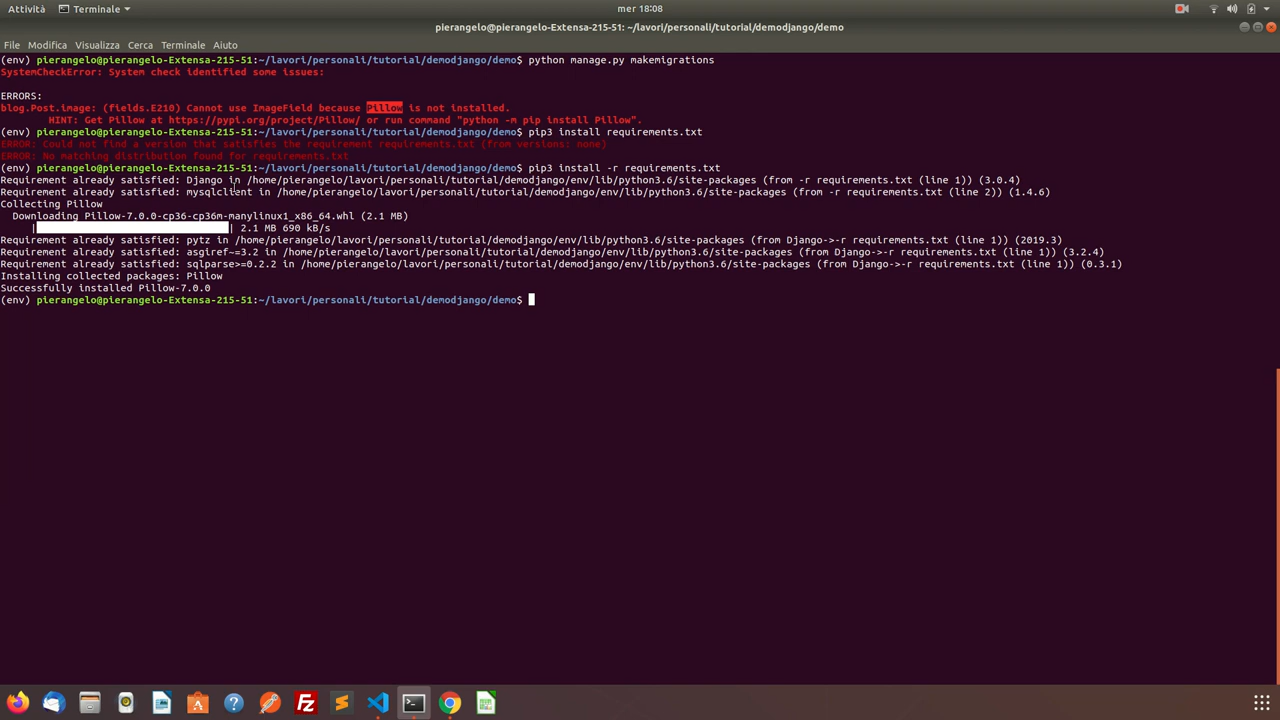 Attività Terminale mer 18:08
pierangelo@pierangelo-Extensa-215-51: ~/lavori/personali/tutorial/demodjango/demo
File Modifica Visualizza Cerca Terminale Aiuto
(env) pierangelo@pierangelo-Extensa-215-51:~/lavori/personali/tutorial/demodjango/demo$ python manage.py makemigrations
SystemCheckError: System check identified some issues:
ERRORS:
blog.Post.image: (fields.E210) Cannot use ImageField because Pillow is not installed.
HINT: Get Pillow at https://pypi.org/project/Pillow/ or run command "python -m pip install Pillow".
(env) pierangelo@pierangelo-Extensa-215-51:~/lavori/personali/tutorial/demodjango/demo$ pip3 install requirements.txt
ERROR: Could not find a version that satisfies the requirement requirements.txt (from versions: none)
ERROR: No matching distribution found for requirements.txt
(env) pierangelo@pierangelo-Extensa-215-51:~/lavori/personali/tutorial/demodjango/demo$ pip3 install -r requirements.txt
Requirement already satisfied: Django in /home/pierangelo/lavori/personali/tutorial/demodjango/env/lib/python3.6/site-packages (from -r requirements.txt (line 1)) (3.0.4)
Requirement already satisfied: mysqlclient in /home/pierangelo/lavori/personali/tutorial/demodjango/env/lib/python3.6/site-packages (from -r requirements.txt (line 2)) (1.4.6)
Collecting Pillow
Downloading Pillow-7.0.0-cp36-cp36m-manylinux1_x86_64.whl (2.1 MB)
| | 2.1 MB 690 kB/s
Requirement already satisfied: pytz in /home/pierangelo/lavori/personali/tutorial/demodjango/env/lib/python3.6/site-packages (from Django->-r requirements.txt (line 1)) (2019.3)
Requirement already satisfied: asgiref~=3.2 in /home/pierangelo/lavori/personali/tutorial/demodjango/env/lib/python3.6/site-packages (from Django->-r requirements.txt (line 1)) (3.2.4)
Requirement already satisfied: sqlparse>=0.2.2 in /home/pierangelo/lavori/personali/tutorial/demodjango/env/lib/python3.6/site-packages (from Django->-r requirements.txt (line 1)) (0.3.1)
Installing collected packages: Pillow
Successfully installed Pillow-7.0.0
(env) pierangelo@pierangelo-Extensa-215-51:~/lavori/personali/tutorial/demodjango/demo$